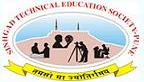 SINHGAD TECHNICAL EDUCATION SOCIETY-PUNE
तमसो मा ज्योतिर्गमय